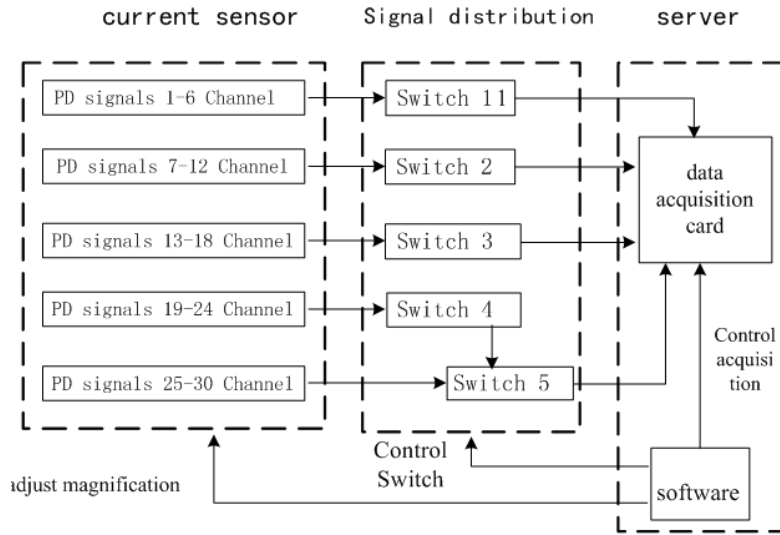 current sensor
Signal distribution
server
PD signals 1-6 Channel
Switch 11
PD signals 7-12 Channel
Switch 2
data
acquisition
card
PD signals 13-18 Channel
Switch 3
PD signals 19-24 Channel
Switch 4
PD signals 25-30 Channel
Switch 5
Control
acquisi
tion
Control
Switch
adjust magnification
software